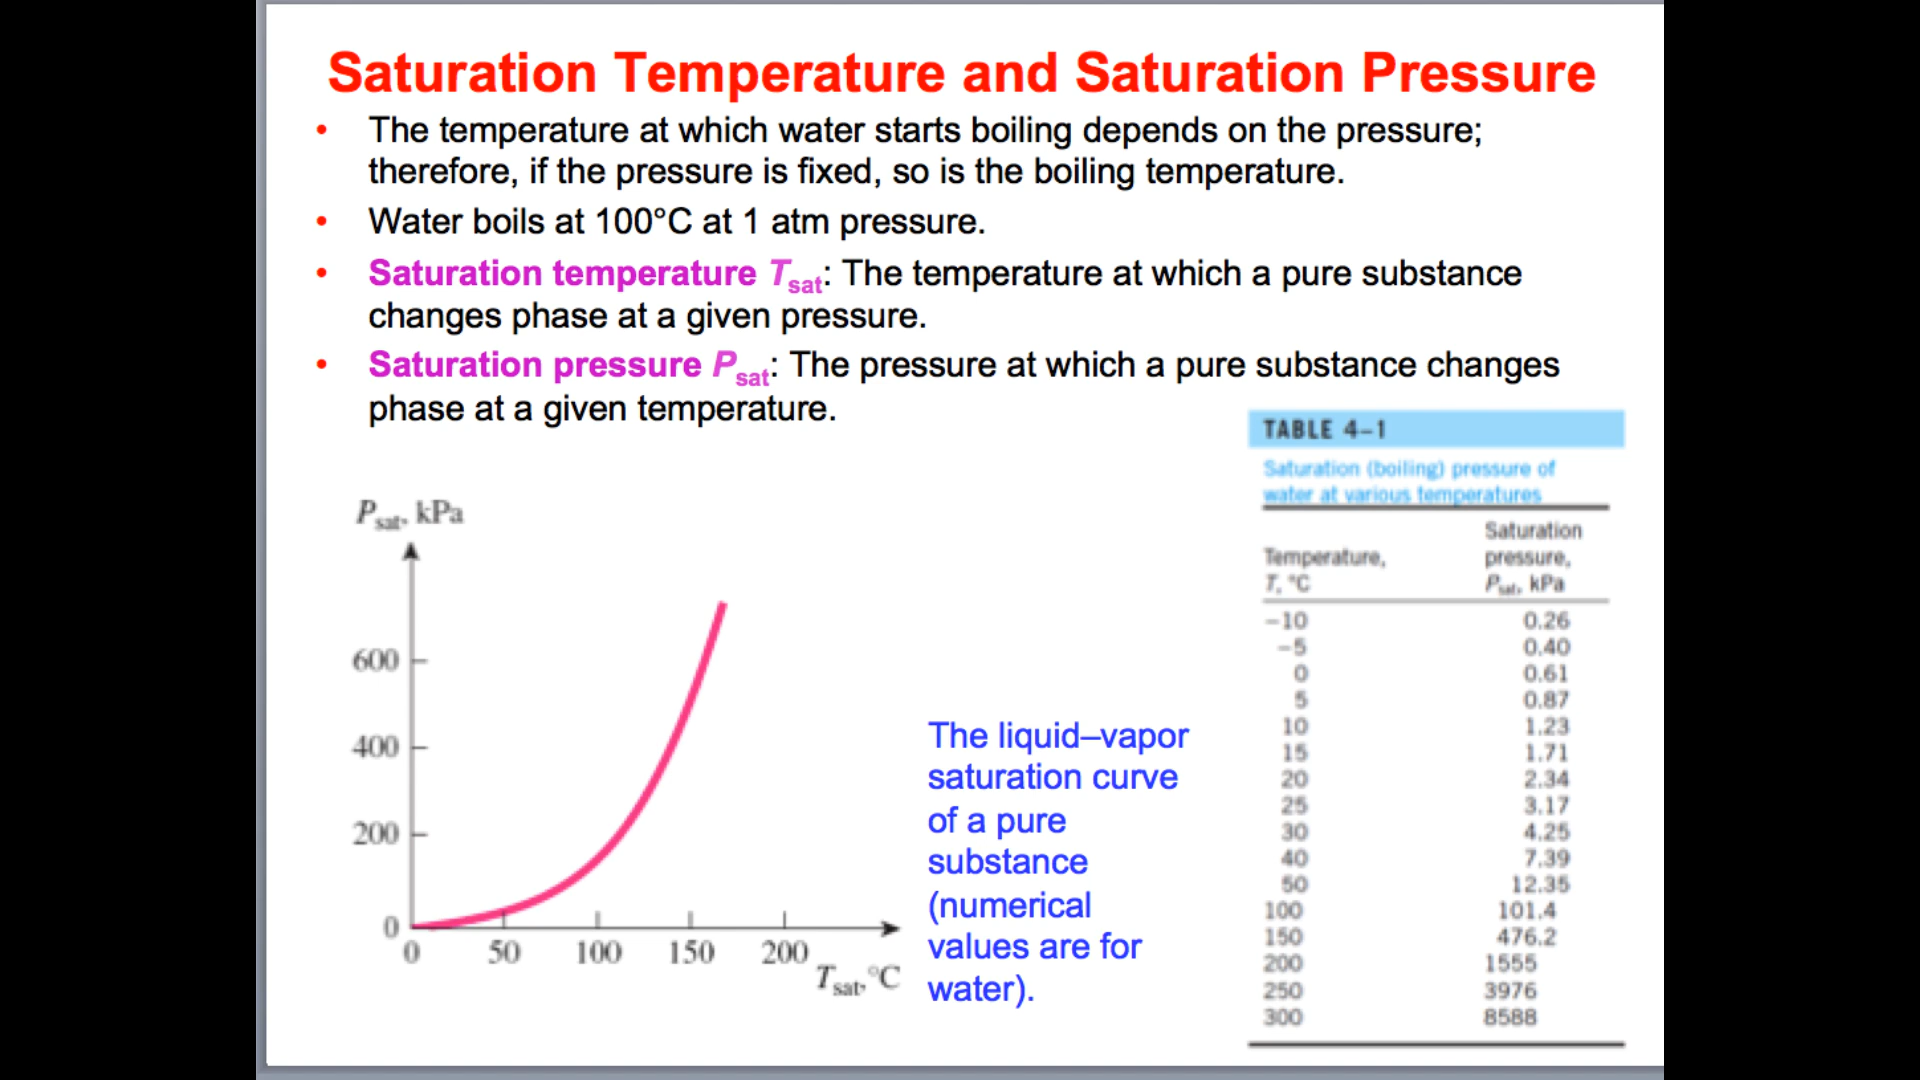 Saturation Temperature and Saturation Pressure
• The temperature at which water starts boiling depends on the pressure;
therefore, if the pressure is fixed, so is the boiling temperature.
• Water boils at 100°C at 1 atm pressure.
• Saturation temperature Tsat: The temperature at which a pure substance
changes phase at a given pressure.
• Saturation pressure Psat: The pressure at which a pure substance changes
phase at a given temperature.
Psat, kPa
600
400
200
0
0 50 100 150 200
Tsat, °C
The liquid–vapor
saturation curve
of a pure
substance
(numerical
values are for
water).
TABLE 4–1
Saturation (boiling) pressure of
water at various temperatures
Saturation
Temperature, pressure,
T, °C Psat, kPa
−10 0.26
−5 0.40
0 0.61
5 0.87
10 1.23
15 1.71
20 2.34
25 3.17
30 4.25
40 7.39
50 12.35
100 101.4
150 476.2
200 1555
250 3976
300 8588